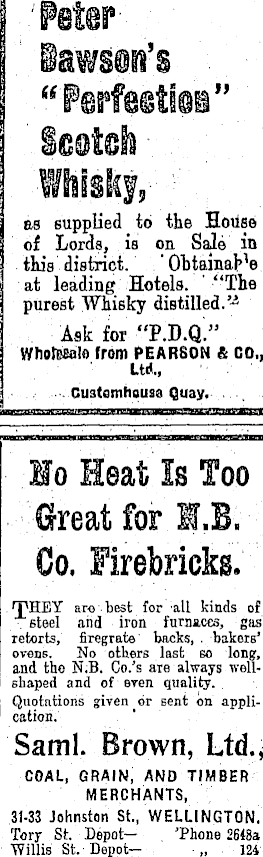 Peter
Dawson's
"Perfection"
Scotch
Whisky,
as supplied to the House
of Lords, is on Sale in
this district. Obtainable
at leading Hotels. "The
purest Whisky distilled."
Ask for "P.D.Q."
Wholesale from PEARSON & CO.,
Ltd.,
Customhouse Quay.
No Heat Is Too
Great for N.B.
Co. Firebricks.
THEY are best for all kinds of
steel and iron furnaces, gas
retorts, firegrate backs, bakers'
ovens. No others last so long,
and the N.B. Co.'s are always well-
shaped and of even quality.
Quotations given or sent on appli-
cation.
Saml. Brown, Ltd.,
COAL, GRAIN, AND TIMBER
MERCHANTS,
31-33 Johnston St., WELLINGTON.
Tory St. Depot— 'Phone 2648a
Willis St. Depot— " 124